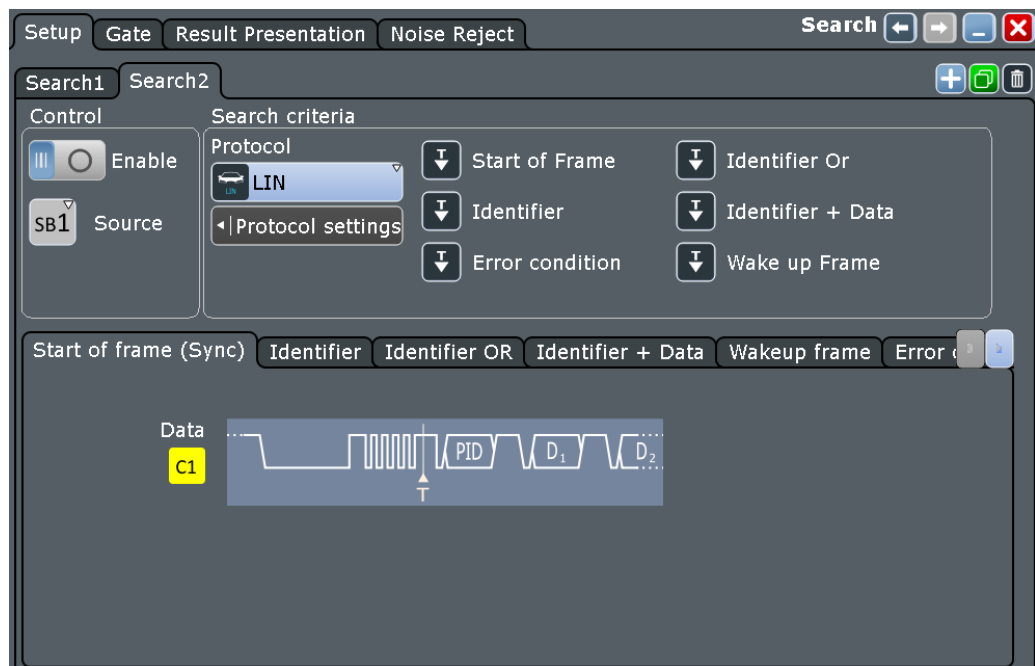 Setup Gate Result Presentation Noise Reject Search
Search1 Search2
Control Search criteria
Protocol
Enable LIN Start of Frame Identifier Or
LIN
SB1 Source Protocol settings Identifier Identifier + Data
Error condition Wake up Frame
Start of frame (Sync) Identifier Identifier OR Identifier + Data Wakeup frame Error
Data
C1 PID D₁ D₂
T